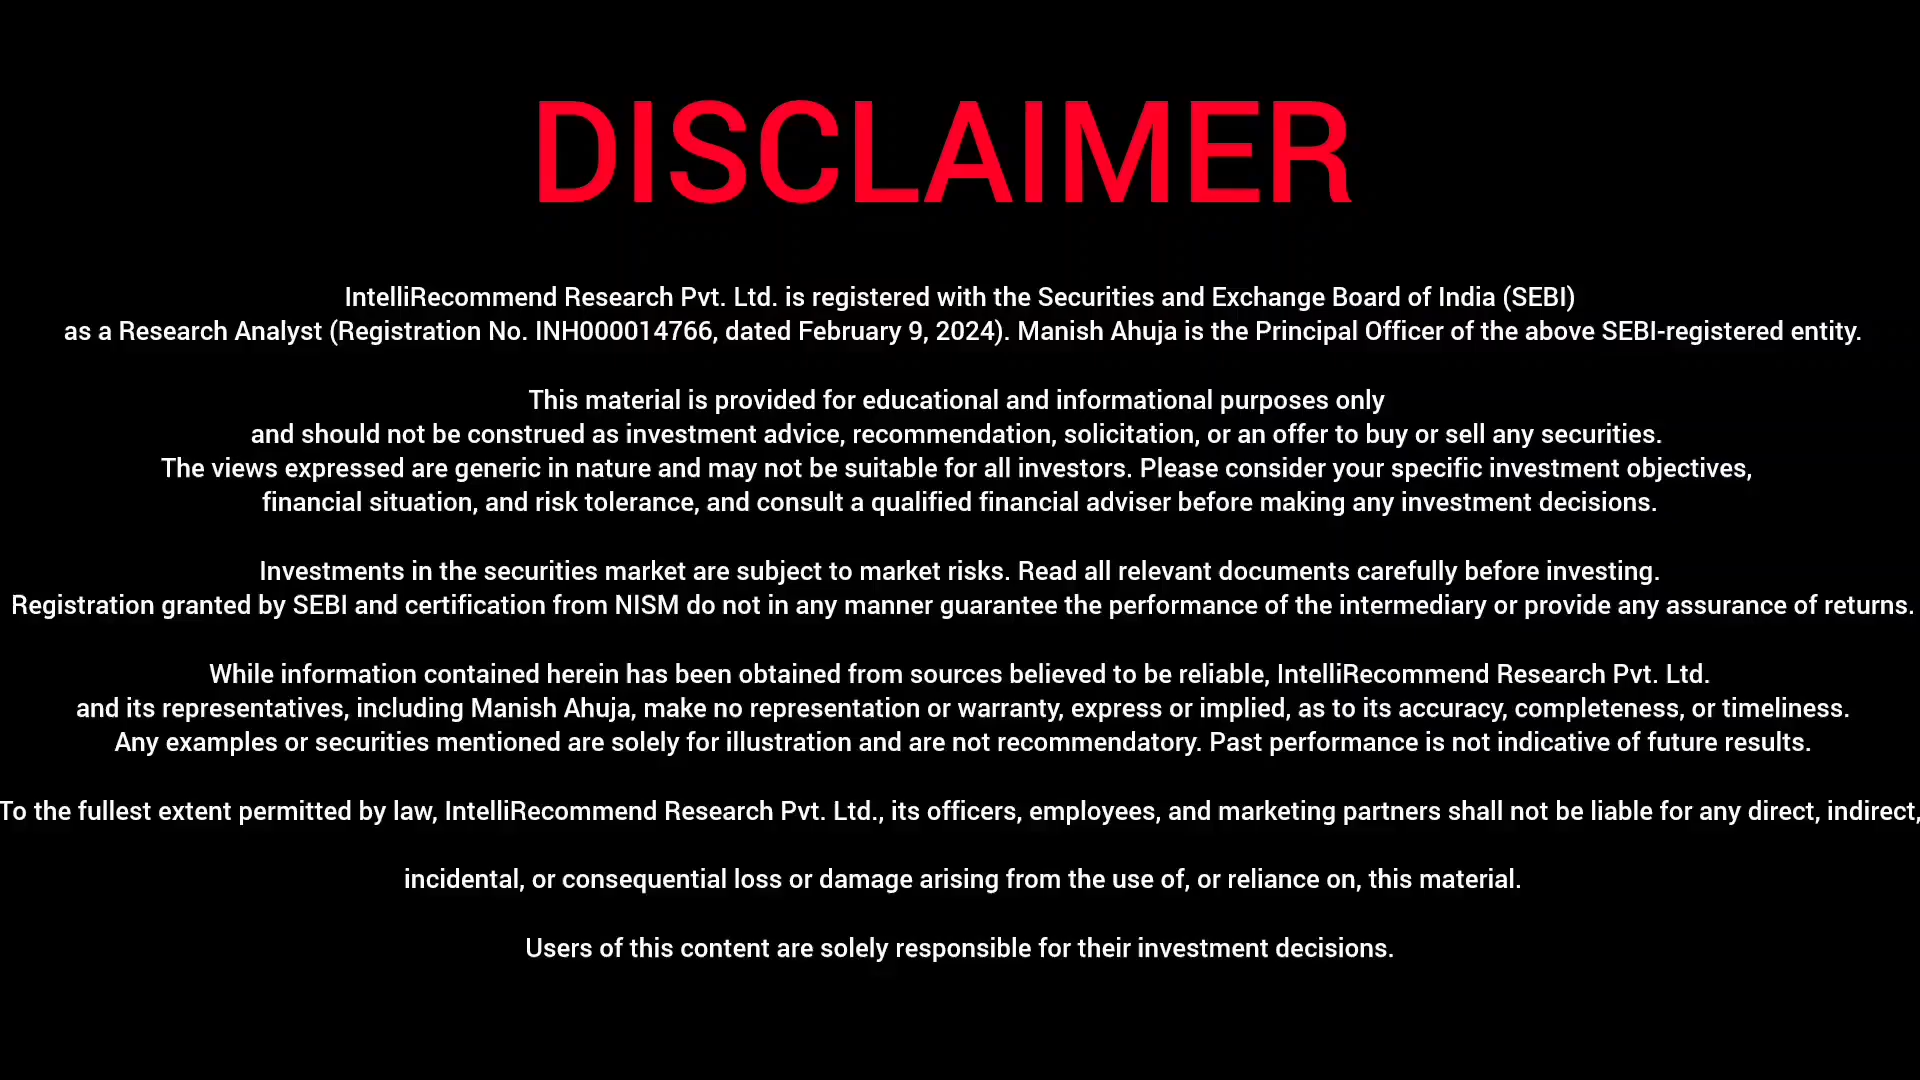 DISCLAIMER
IntelliRecommend Research Pvt. Ltd. is registered with the Securities and Exchange Board of India (SEBI)
as a Research Analyst (Registration No. INH000014766, dated February 9, 2024). Manish Ahuja is the Principal Officer of the above SEBI-registered entity.
This material is provided for educational and informational purposes only
and should not be construed as investment advice, recommendation, solicitation, or an offer to buy or sell any securities.
The views expressed are generic in nature and may not be suitable for all investors. Please consider your specific investment objectives,
financial situation, and risk tolerance, and consult a qualified financial adviser before making any investment decisions.
Investments in the securities market are subject to market risks. Read all relevant documents carefully before investing.
Registration granted by SEBI and certification from NISM do not in any manner guarantee the performance of the intermediary or provide any assurance of returns.
While information contained herein has been obtained from sources believed to be reliable, IntelliRecommend Research Pvt. Ltd.
and its representatives, including Manish Ahuja, make no representation or warranty, express or implied, as to its accuracy, completeness, or timeliness.
Any examples or securities mentioned are solely for illustration and are not recommendatory. Past performance is not indicative of future results.
To the fullest extent permitted by law, IntelliRecommend Research Pvt. Ltd., its officers, employees, and marketing partners shall not be liable for any direct, indirect,
incidental, or consequential loss or damage arising from the use of, or reliance on, this material.
Users of this content are solely responsible for their investment decisions.